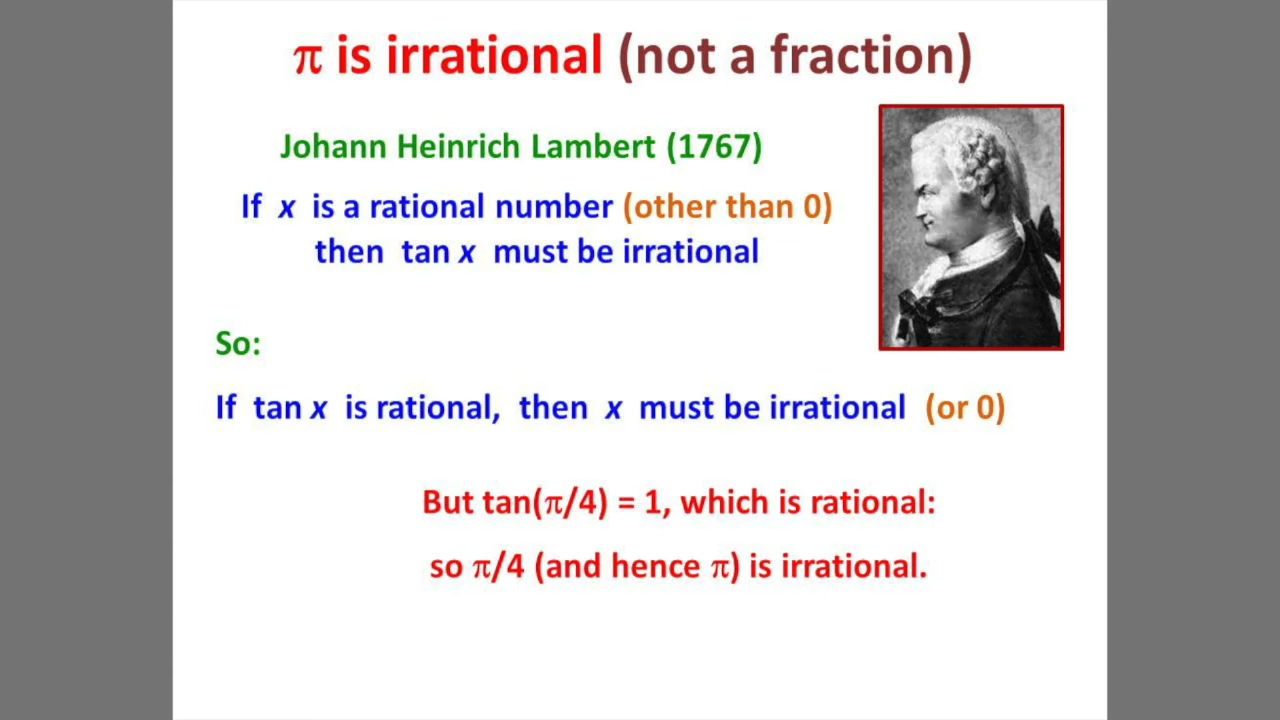 π is irrational (not a fraction)
Johann Heinrich Lambert (1767)
If x is a rational number (other than 0)
then tan x must be irrational
So:
If tan x is rational, then x must be irrational (or 0)
But tan(π/4) = 1, which is rational:
so π/4 (and hence π) is irrational.